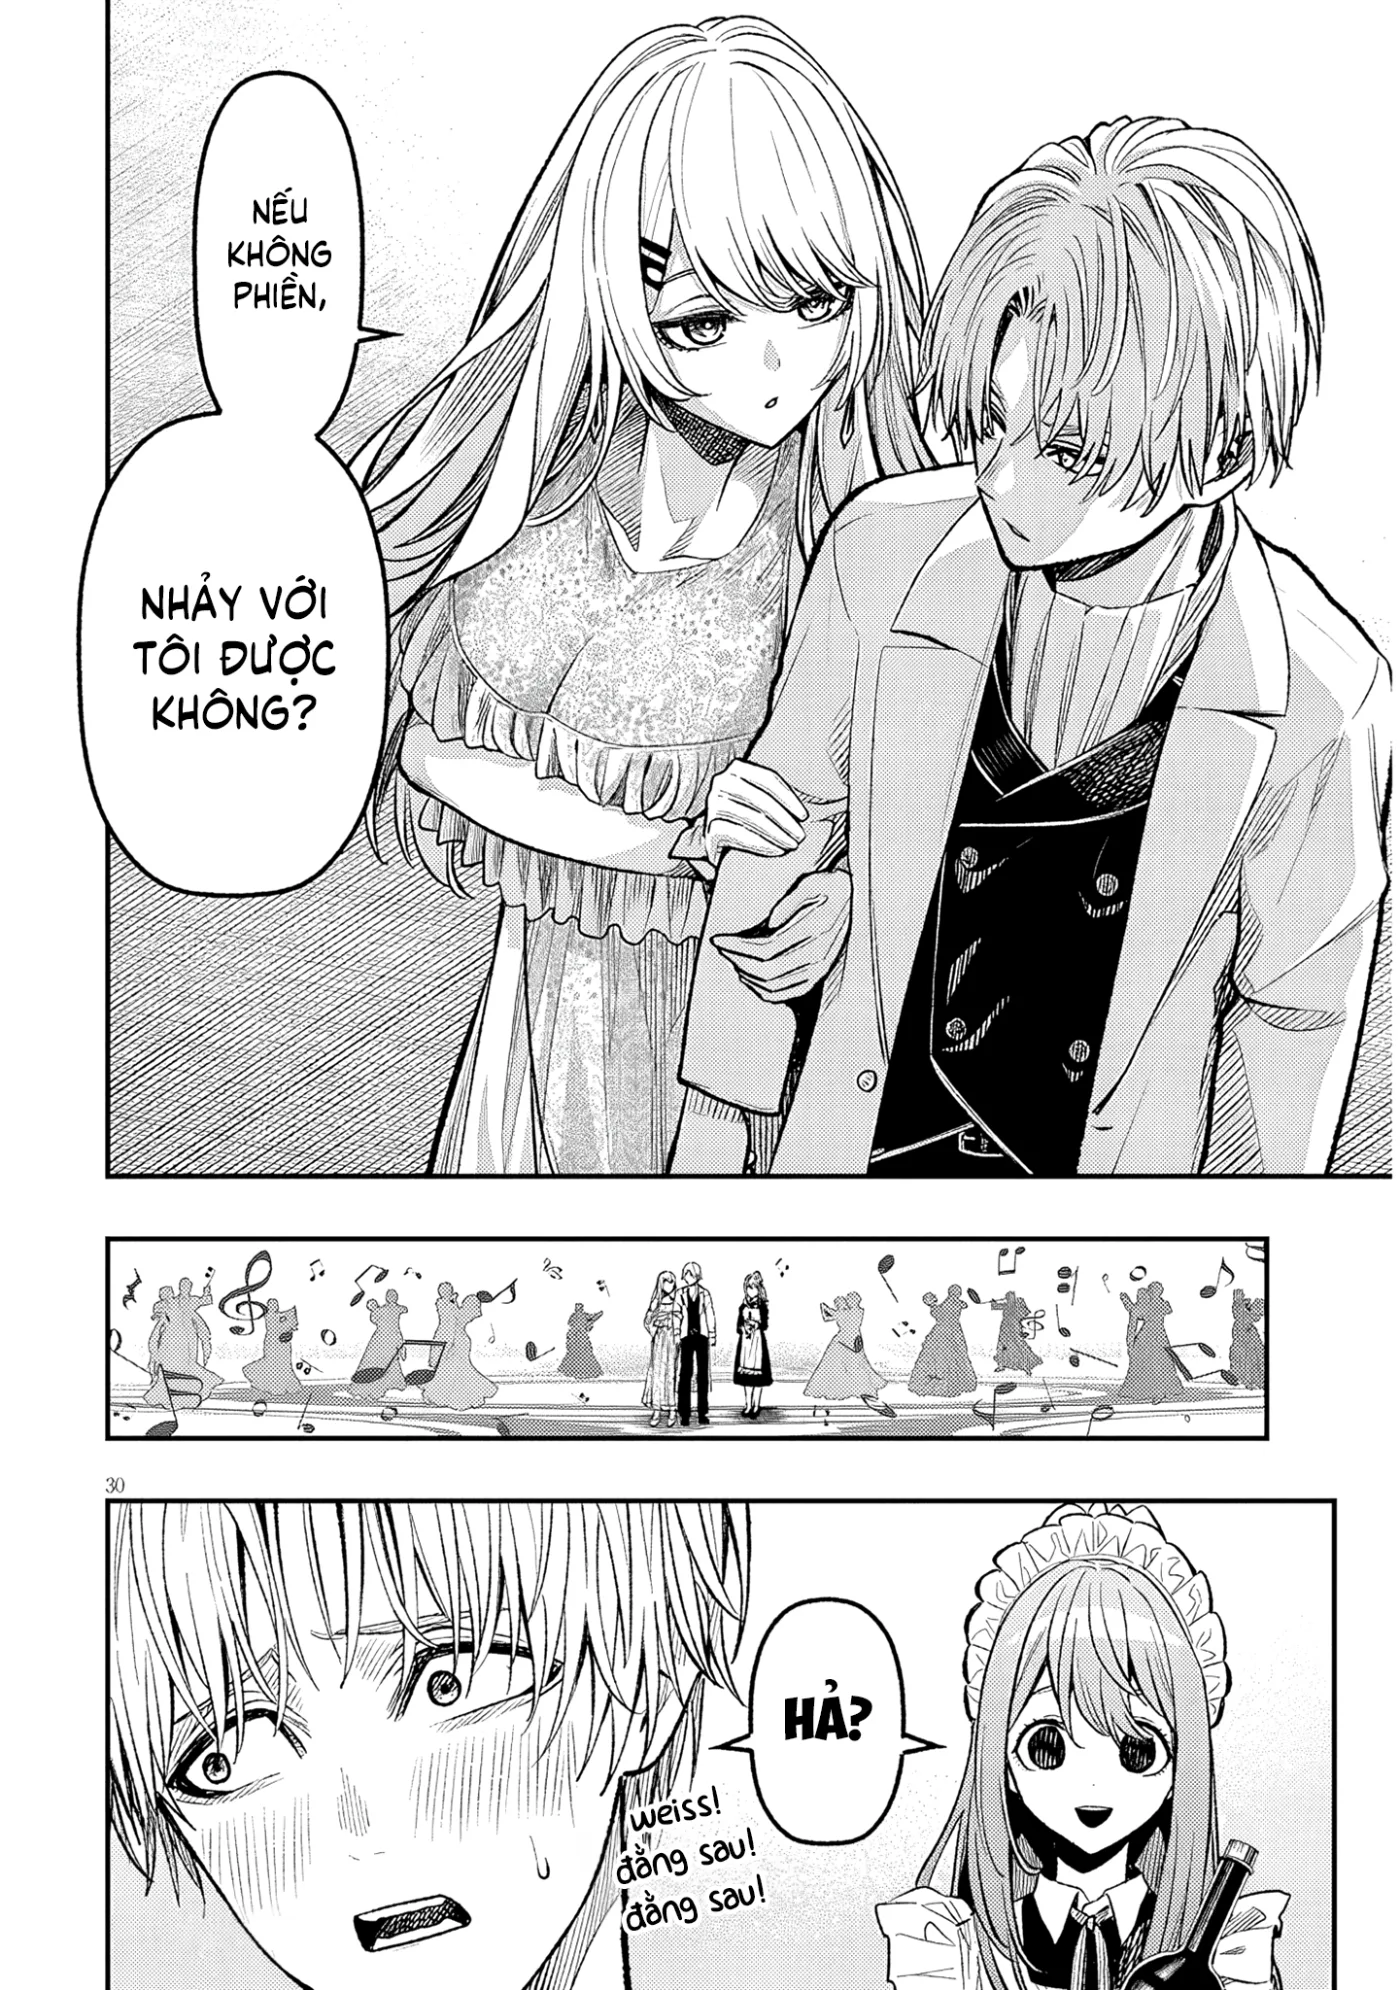 NẾU
KHÔNG
PHIỀN,
NHẢY VỚI
TÔI ĐƯỢC
KHÔNG?
30
HẢ?
weiss!
đằng sau!
đằng sau!